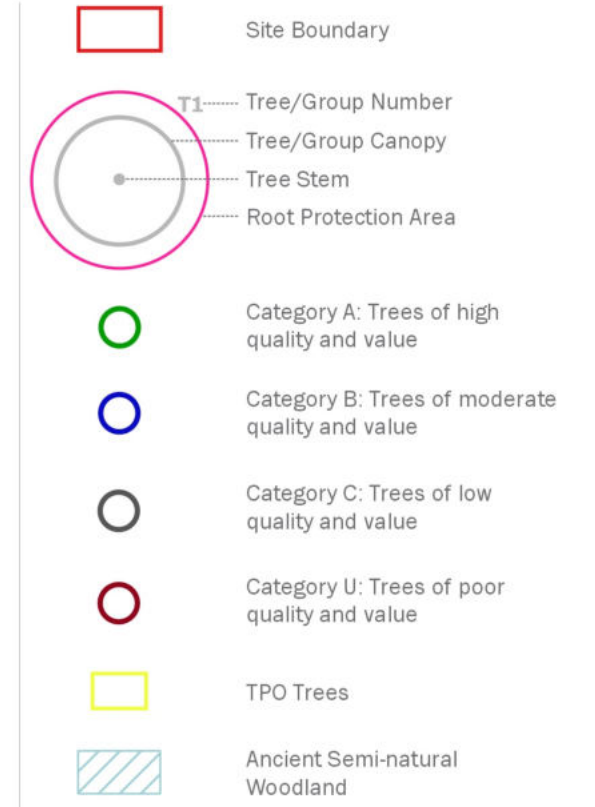 Site Boundary
T1
Tree/Group Number
Tree/Group Canopy
Tree Stem
Root Protection Area
Category A: Trees of high
quality and value
Category B: Trees of moderate
quality and value
Category C: Trees of low
quality and value
Category U: Trees of poor
quality and value
TPO Trees
Ancient Semi-natural
Woodland